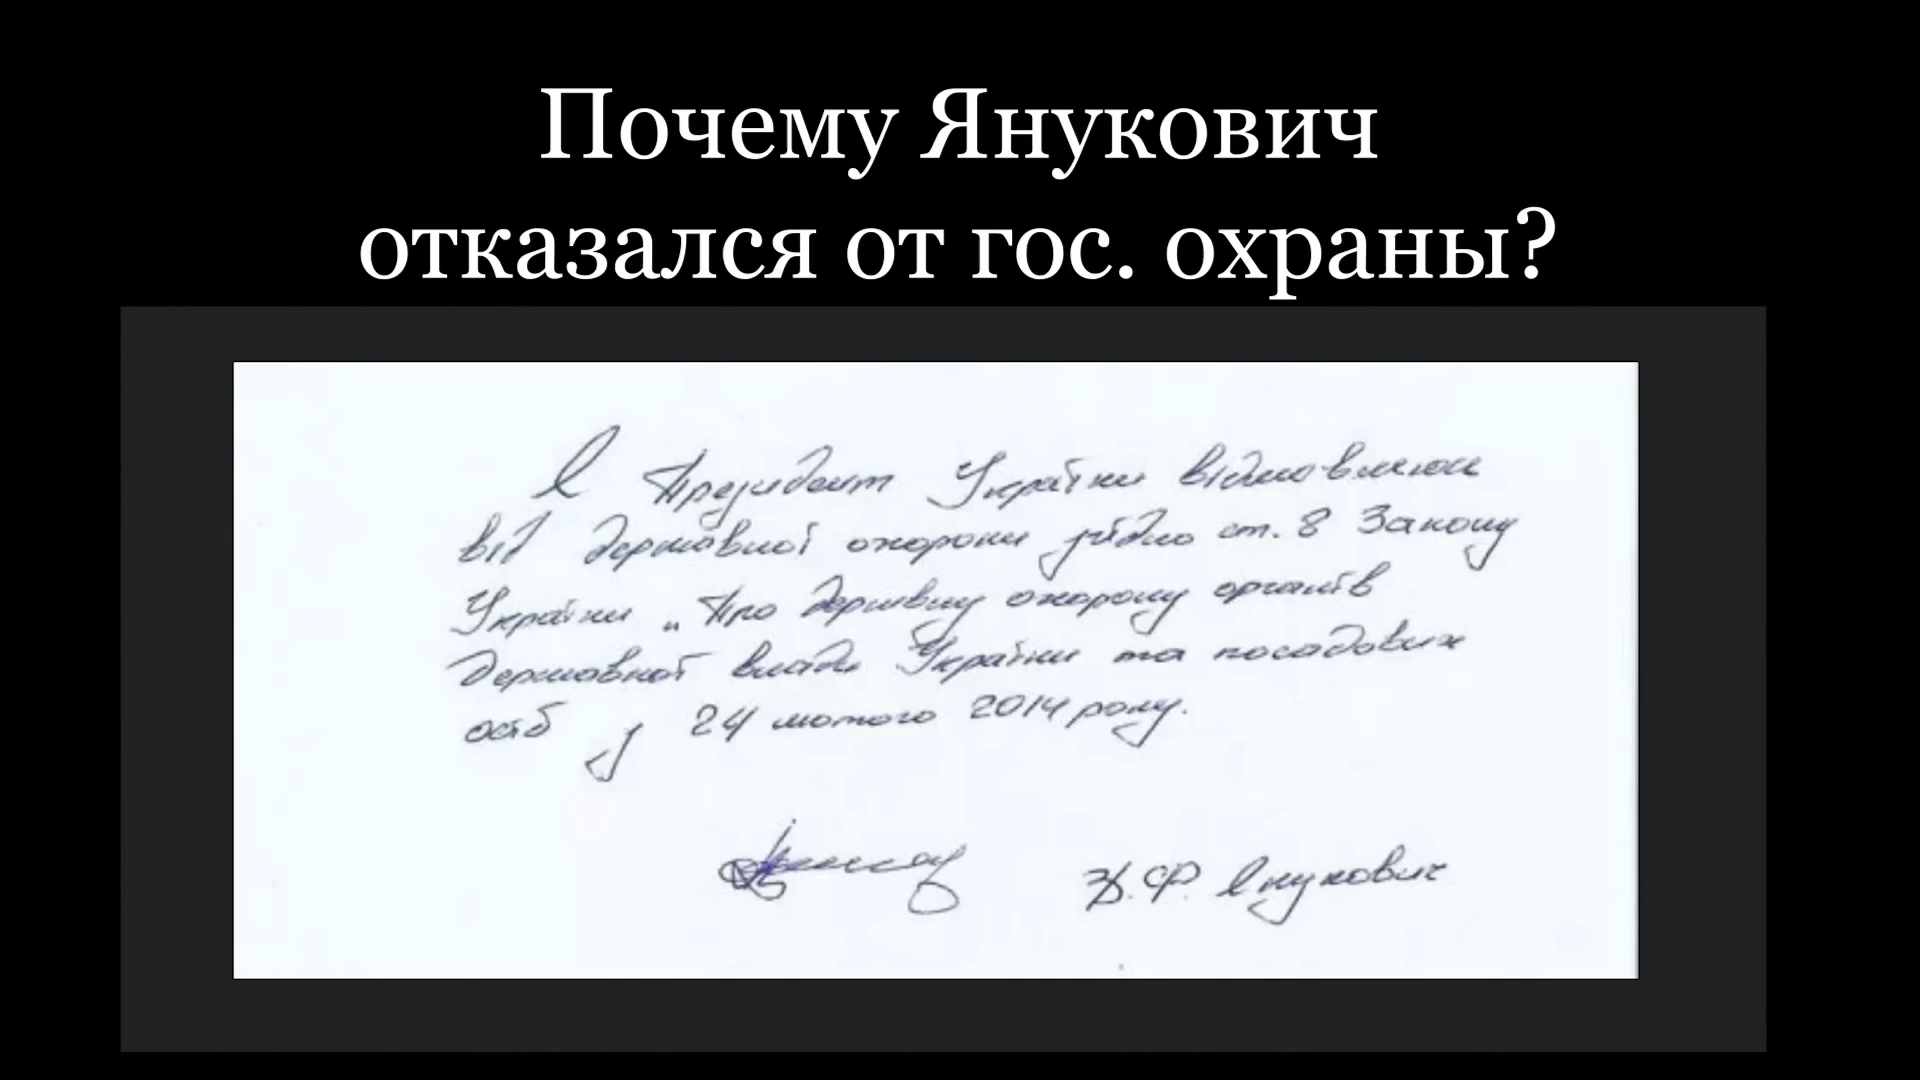 Почему Янукович
отказался от гос. охраны?
Я Президент України відмовляюсь
від державної охорони згідно ст. 8 Закону
України „Про державну охорону органів
державної влади України та посадових
осіб з 24 лютого 2014 року.
В.Ф. Янукович